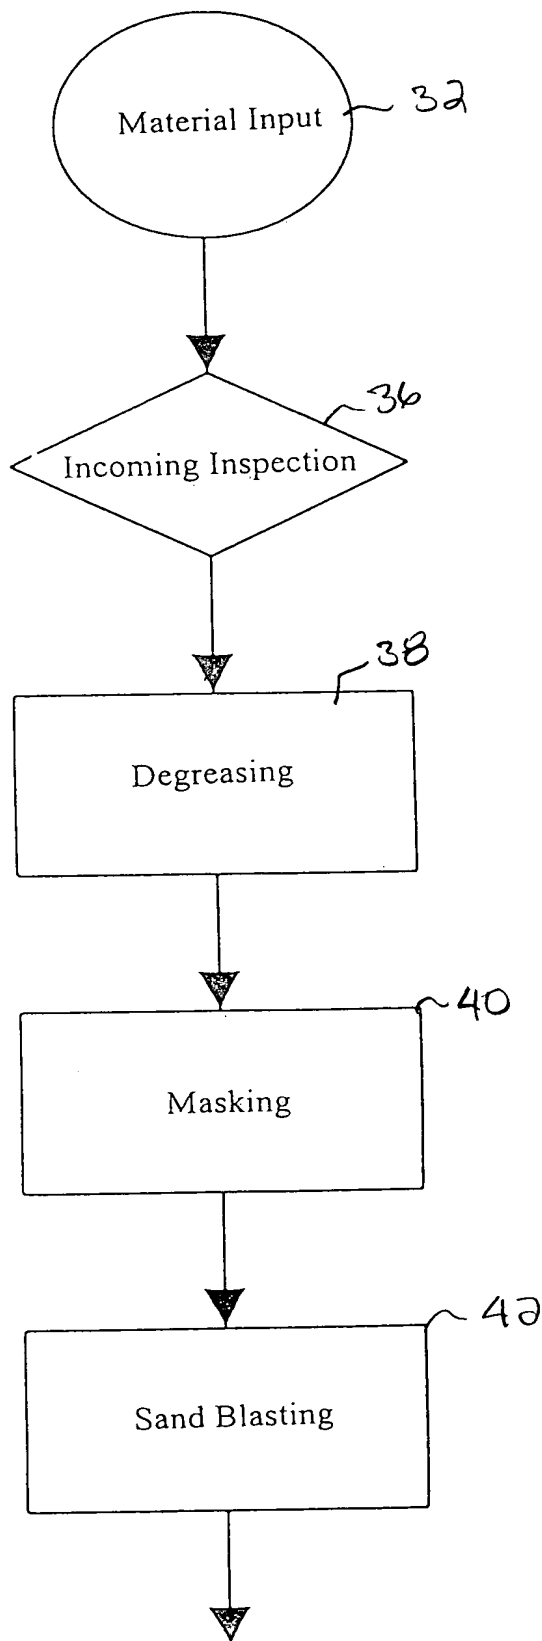 Material Input
32
Incoming Inspection
36
Degreasing
38
Masking
40
Sand Blasting
42